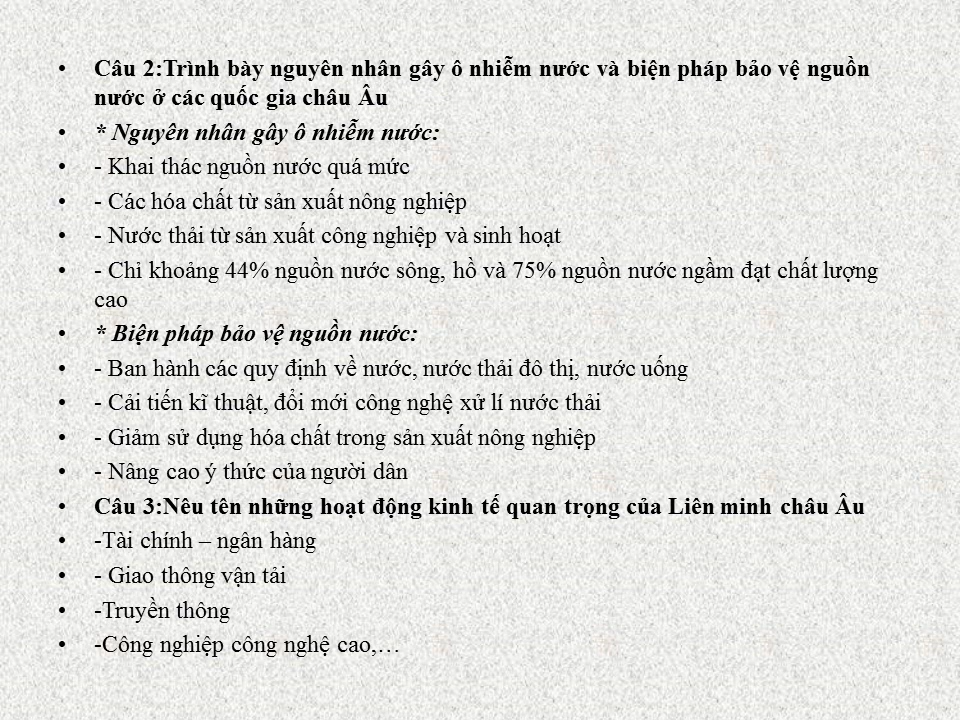 • Câu 2:Trình bày nguyên nhân gây ô nhiễm nước và biện pháp bảo vệ nguồn
nước ở các quốc gia châu Âu
• * Nguyên nhân gây ô nhiễm nước:
• - Khai thác nguồn nước quá mức
• - Các hóa chất từ sản xuất nông nghiệp
• - Nước thải từ sản xuất công nghiệp và sinh hoạt
• - Chỉ khoảng 44% nguồn nước sông, hồ và 75% nguồn nước ngầm đạt chất lượng
cao
• * Biện pháp bảo vệ nguồn nước:
• - Ban hành các quy định về nước, nước thải đô thị, nước uống
• - Cải tiến kĩ thuật, đổi mới công nghệ xử lí nước thải
• - Giảm sử dụng hóa chất trong sản xuất nông nghiệp
• - Nâng cao ý thức của người dân
• Câu 3:Nêu tên những hoạt động kinh tế quan trọng của Liên minh châu Âu
• -Tài chính – ngân hàng
• - Giao thông vận tải
• -Truyền thông
• -Công nghiệp công nghệ cao,…